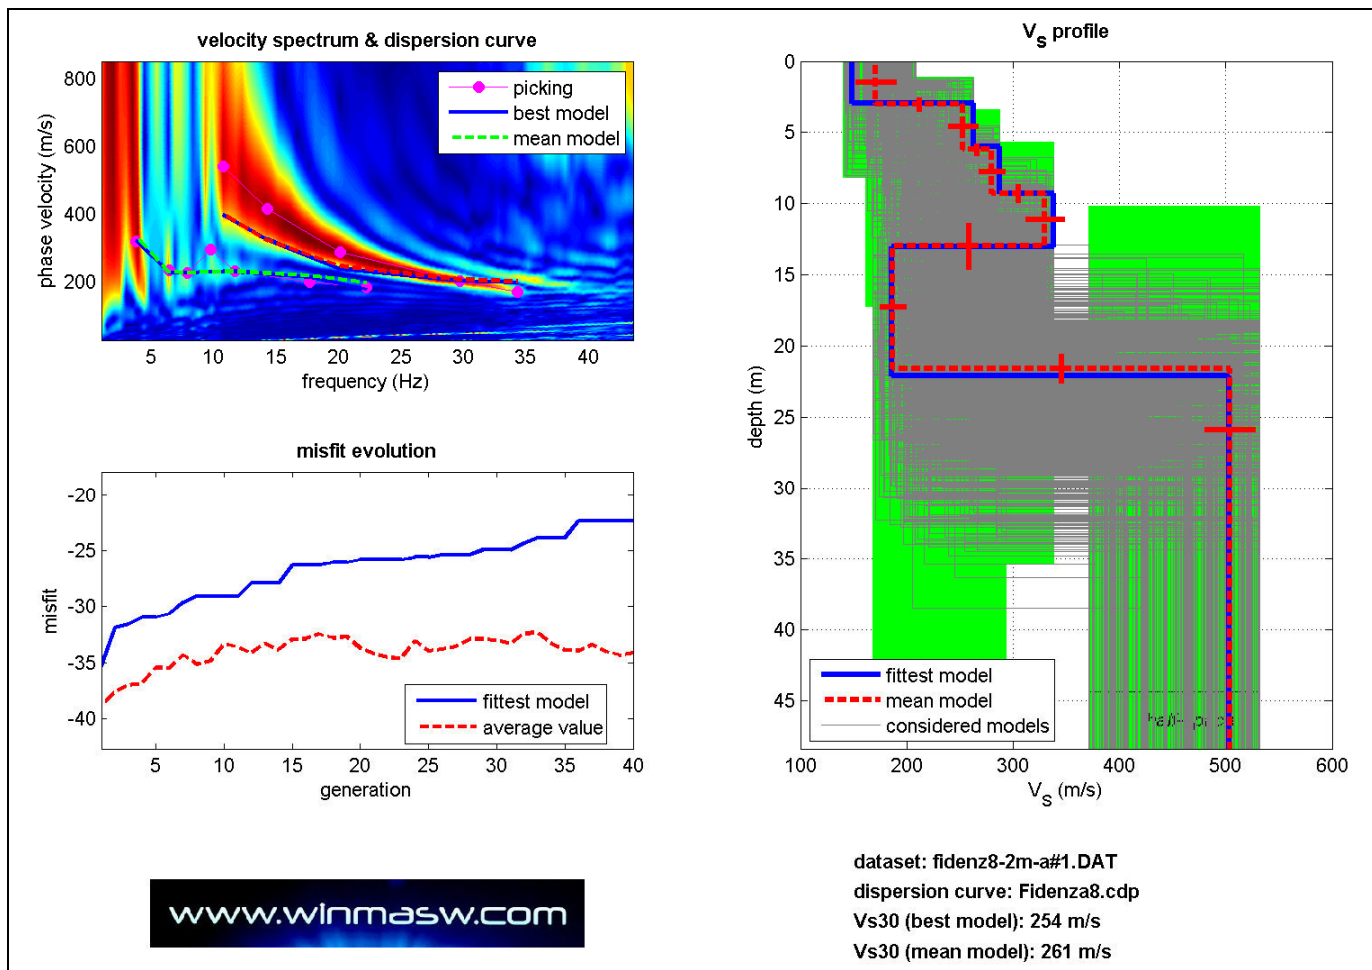 velocity spectrum & dispersion curve
800
600
400
200
phase velocity (m/s)
picking
best model
mean model
5 10 15 20 25 30 35 40
frequency (Hz)
misfit evolution
-18
-20
-25
-30
-35
-40
misfit
fittest model
average value
5 10 15 20 25 30 35 40
generation
www.winmasw.com
VS profile
0
5
10
15
20
25
30
35
40
45
depth (m)
fittest model
mean model
considered models
100 200 300 400 500 600
VS (m/s)
dataset: fidenz8-2m-a#1.DAT
dispersion curve: Fidenza8.cdp
Vs30 (best model): 254 m/s
Vs30 (mean model): 261 m/s